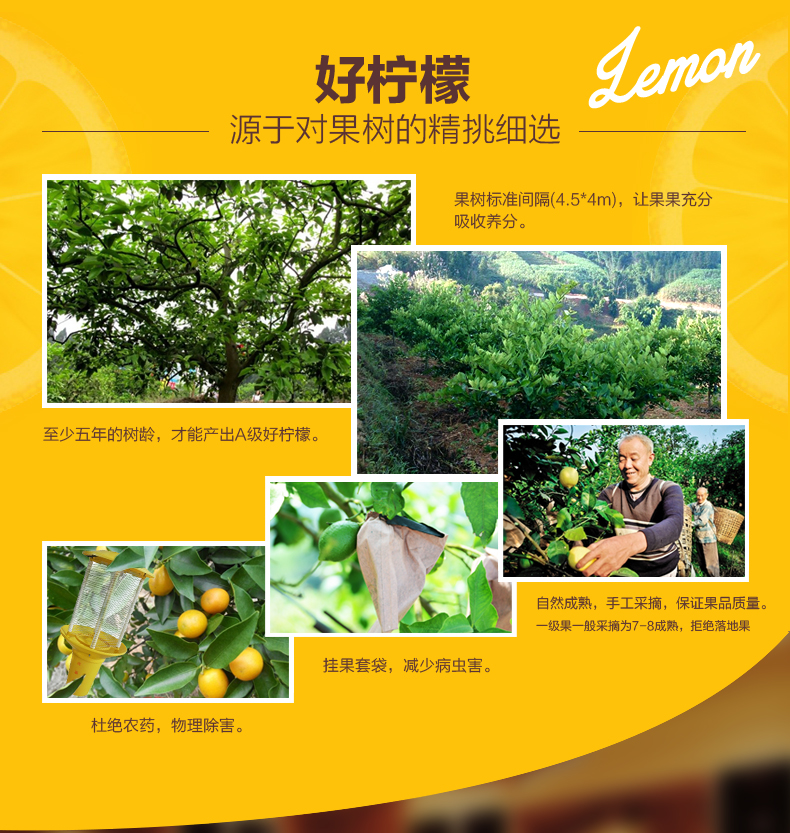 Lemon
好柠檬
源于对果树的精挑细选
果树标准间隔(4.5*4m)，让果果充分
吸收养分。
至少五年的树龄，才能产出A级好柠檬。
自然成熟，手工采摘，保证果品质量。
一级果一般采摘为7-8成熟，拒绝落地果
挂果套袋，减少病虫害。
杜绝农药，物理除害。